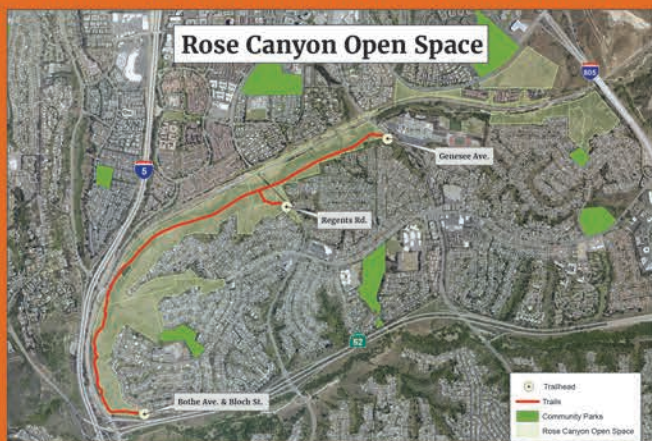 Rose Canyon Open Space
805
5
Genesee Ave.
Regents Rd.
52
Bothe Ave. & Bloch St.
Trailhead
Trails
Community Parks
Rose Canyon Open Space